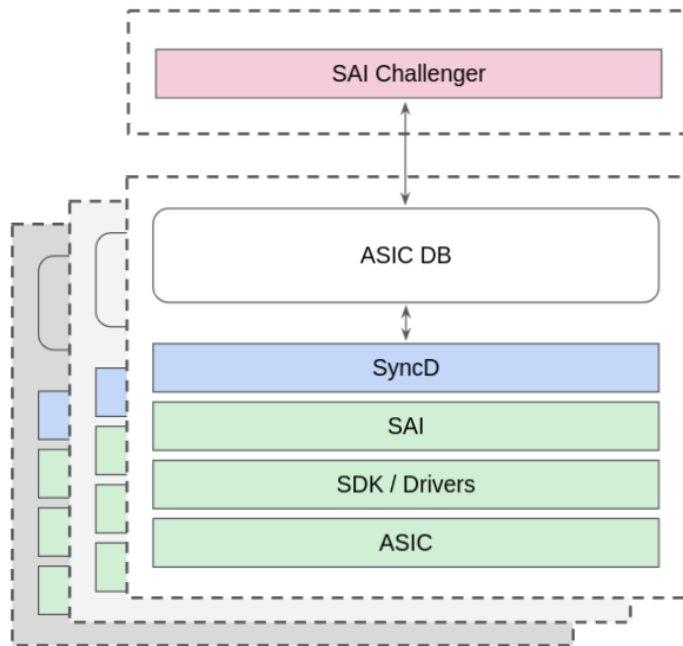 SAI Challenger
ASIC DB
SyncD
SAI
SDK / Drivers
ASIC